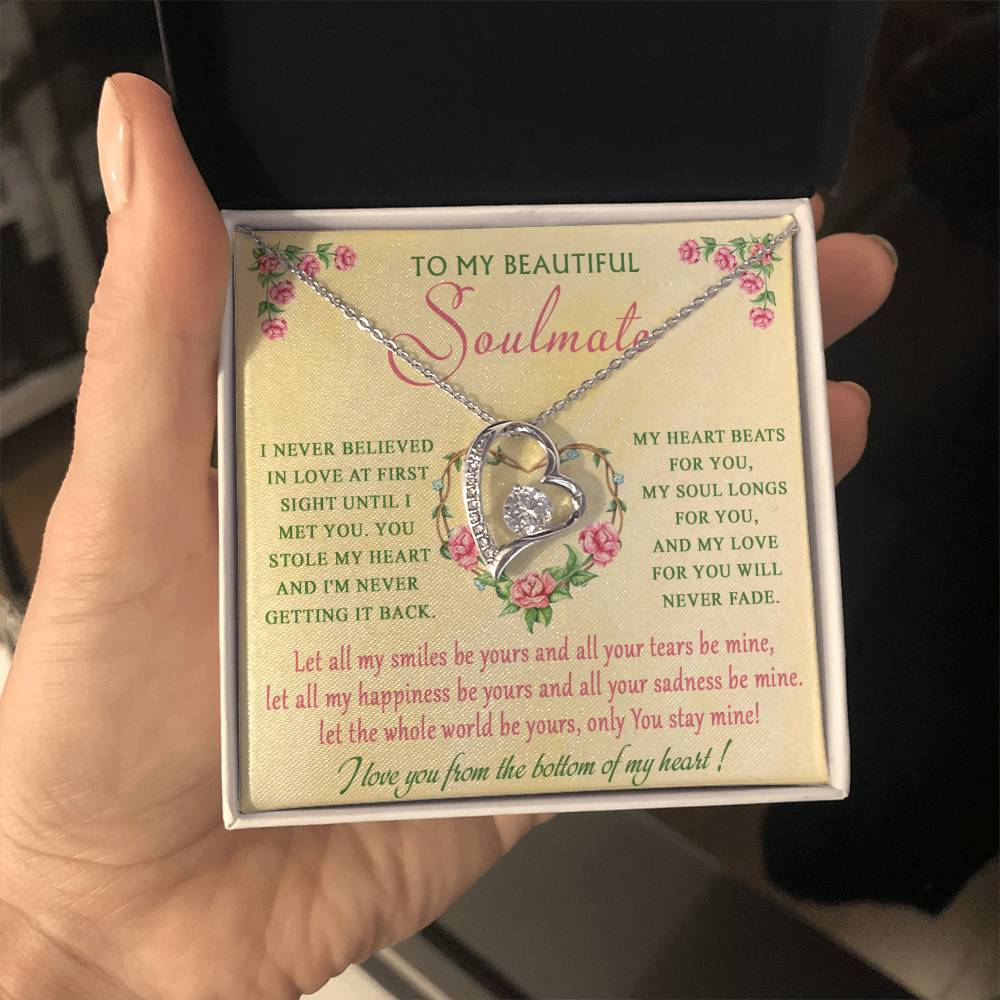 TO MY BEAUTIFUL
Soulmate
I NEVER BELIEVED
IN LOVE AT FIRST
SIGHT UNTIL I
MET YOU. YOU
STOLE MY HEART
AND I'M NEVER
GETTING IT BACK.
MY HEART BEATS
FOR YOU,
MY SOUL LONGS
FOR YOU,
AND MY LOVE
FOR YOU WILL
NEVER FADE.
Let all my smiles be yours and all your tears be mine,
let all my happiness be yours and all your sadness be mine.
let the whole world be yours, only You stay mine!
I love you from the bottom of my heart!